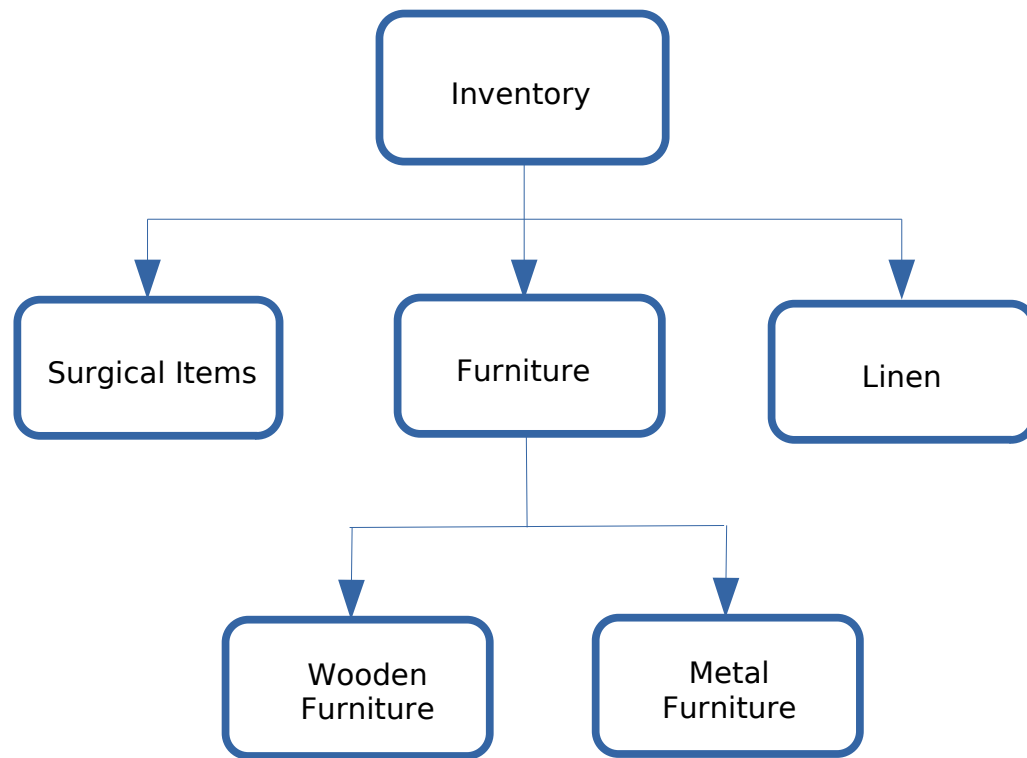 Inventory
Surgical Items
Furniture
Linen
Wooden
Furniture
Metal
Furniture